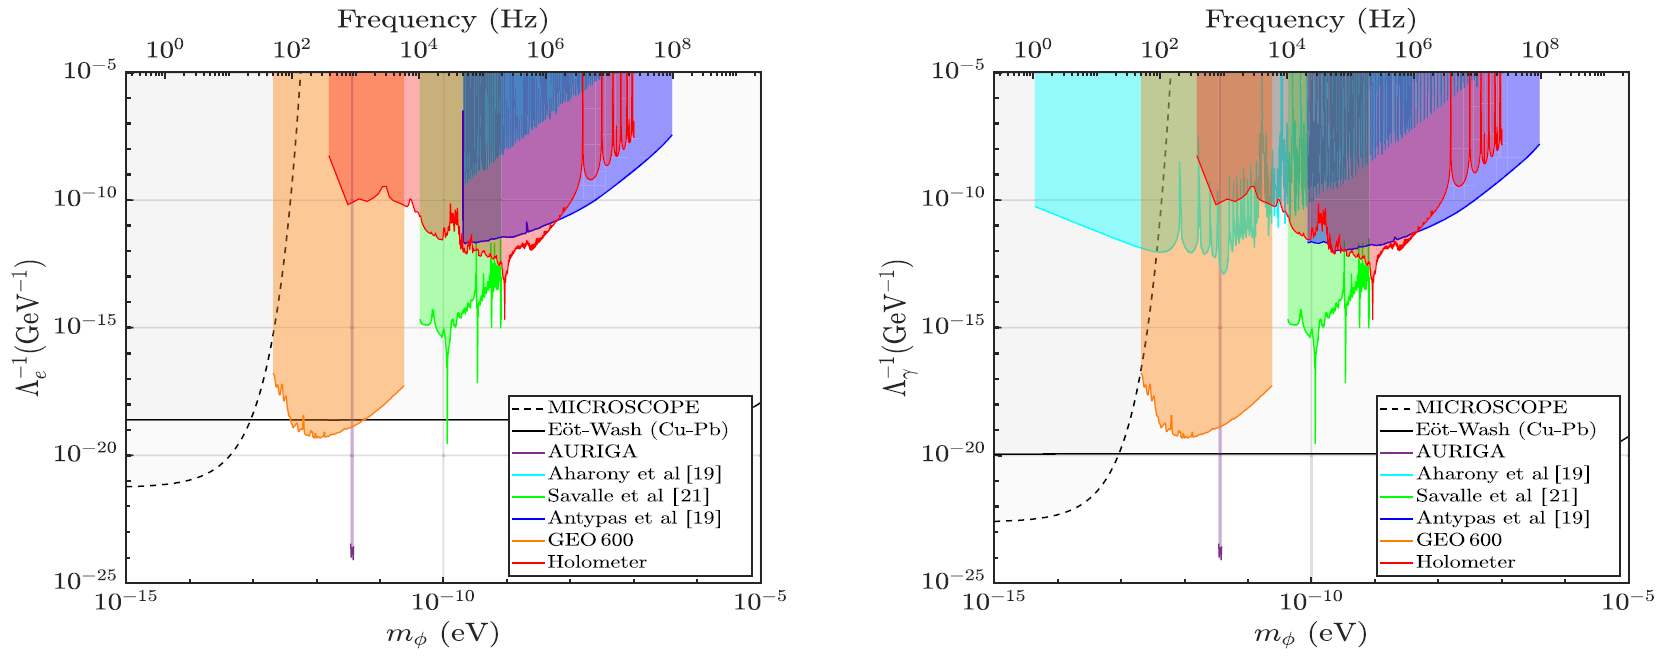 Frequency (Hz)
10^0 10^2 10^4 10^6 10^8
10^-5
10^-10
10^-15
10^-20
10^-25
Λ_e^-1(GeV^-1)
MICROSCOPE
Eöt-Wash (Cu-Pb)
AURIGA
Aharony et al [19]
Savalle et al [21]
Antypas et al [19]
GEO 600
Holometer
10^-15 10^-10 10^-5
m_ϕ (eV)
Frequency (Hz)
10^0 10^2 10^4 10^6 10^8
10^-5
10^-10
10^-15
10^-20
10^-25
Λ_γ^-1(GeV^-1)
MICROSCOPE
Eöt-Wash (Cu-Pb)
AURIGA
Aharony et al [19]
Savalle et al [21]
Antypas et al [19]
GEO 600
Holometer
10^-15 10^-10 10^-5
m_ϕ (eV)